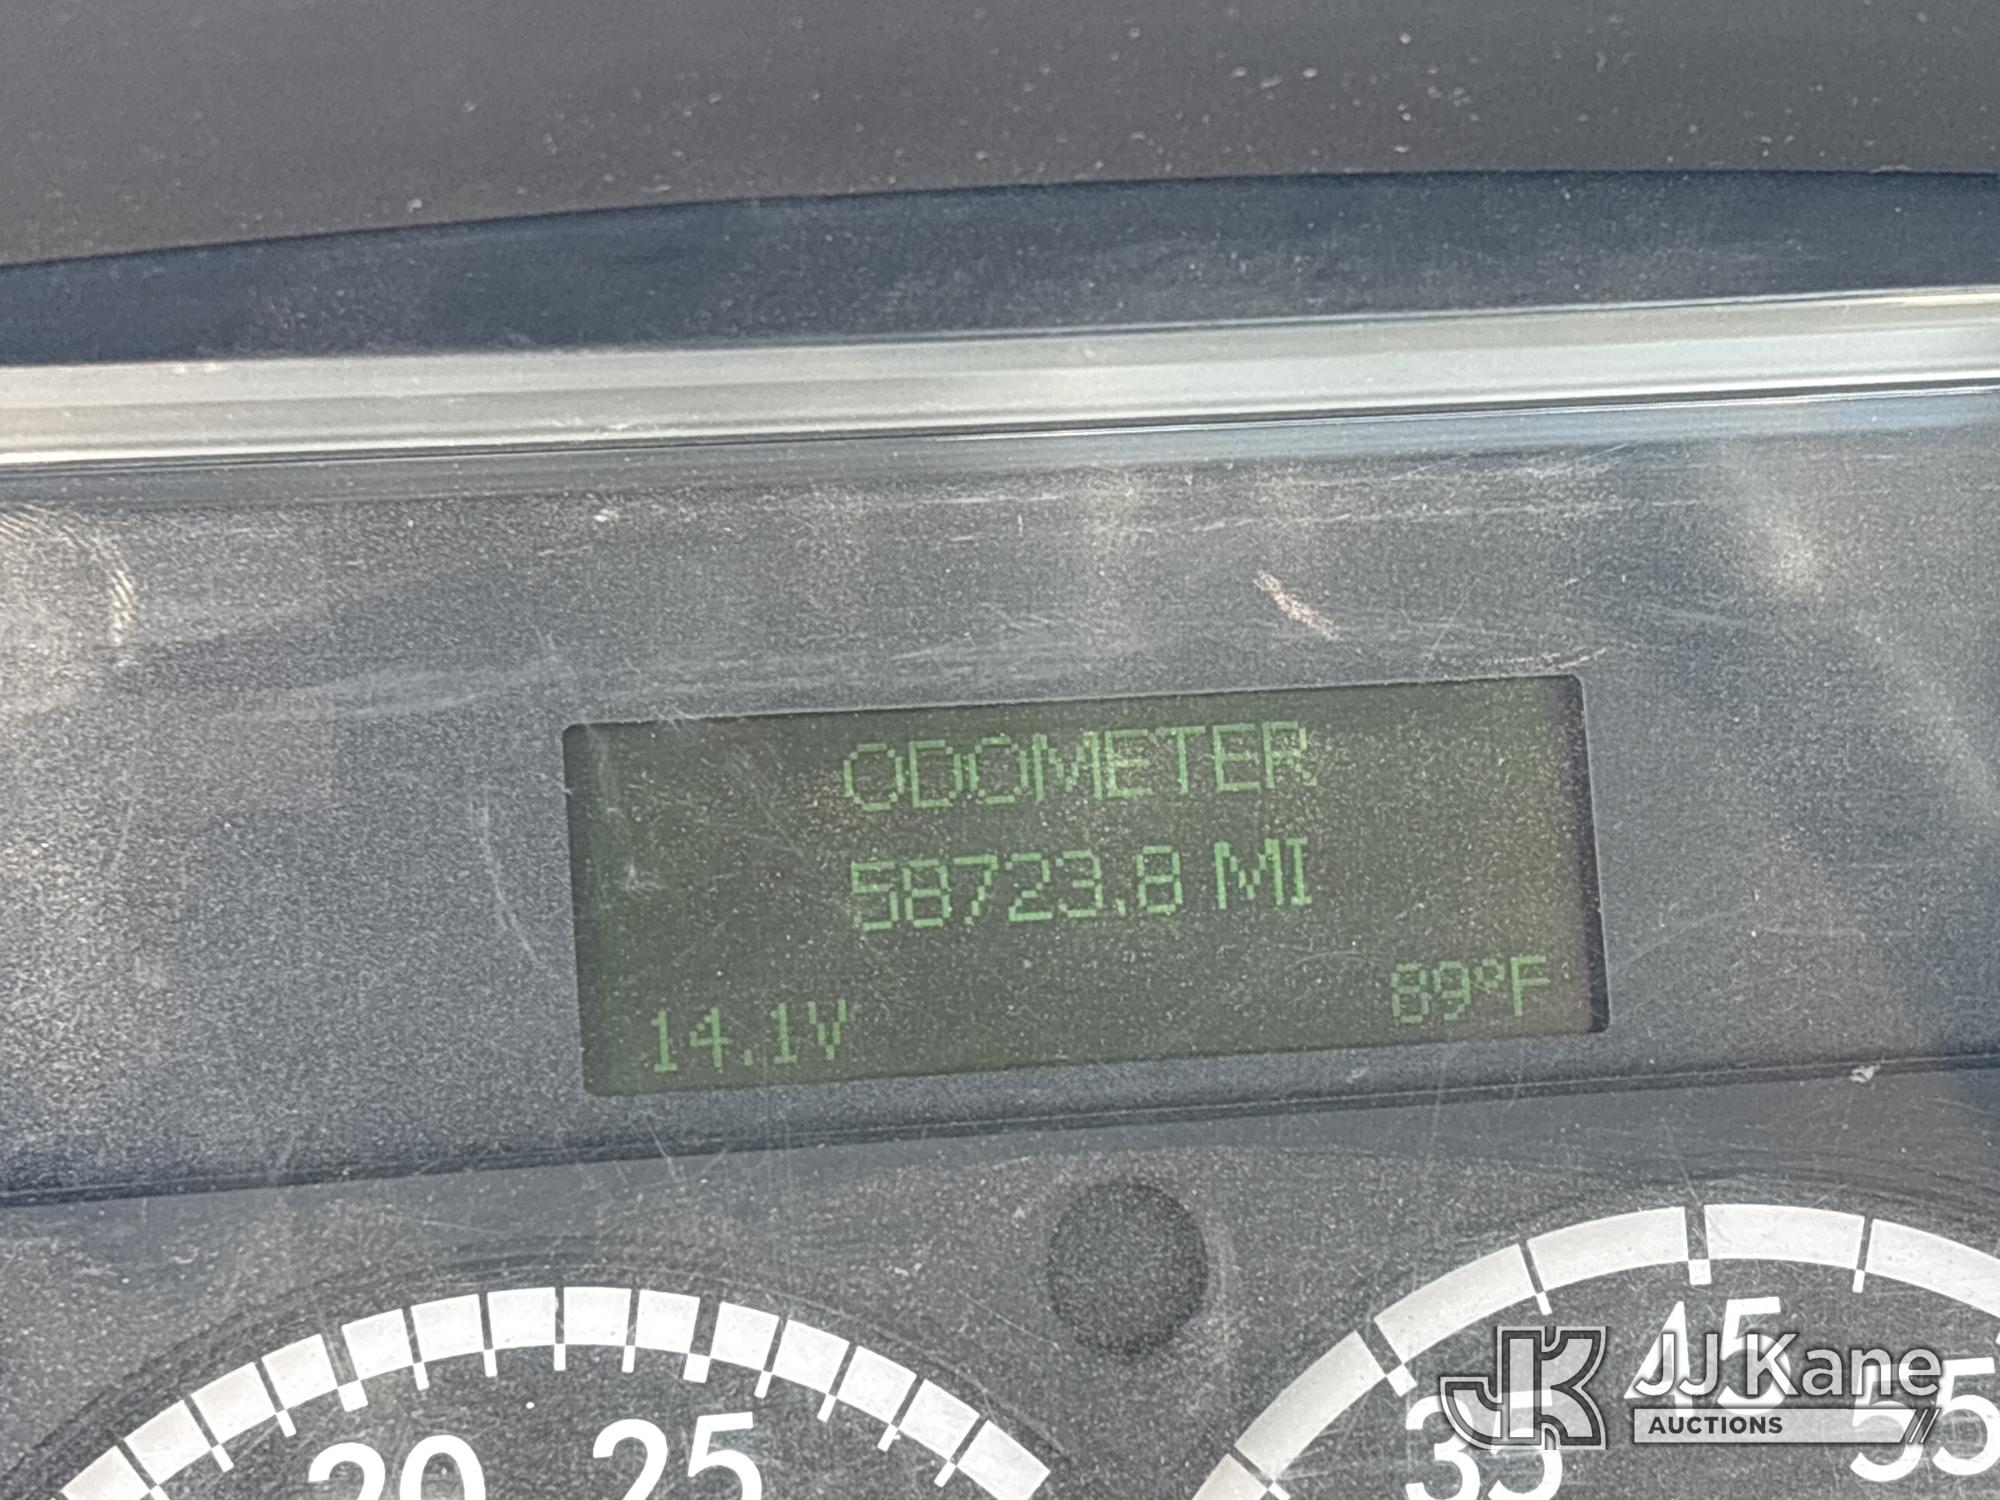 ODOMETER
58723.8 MI
14.1V 89°F
20 25 35 45 55
JJ Kane
AUCTIONS